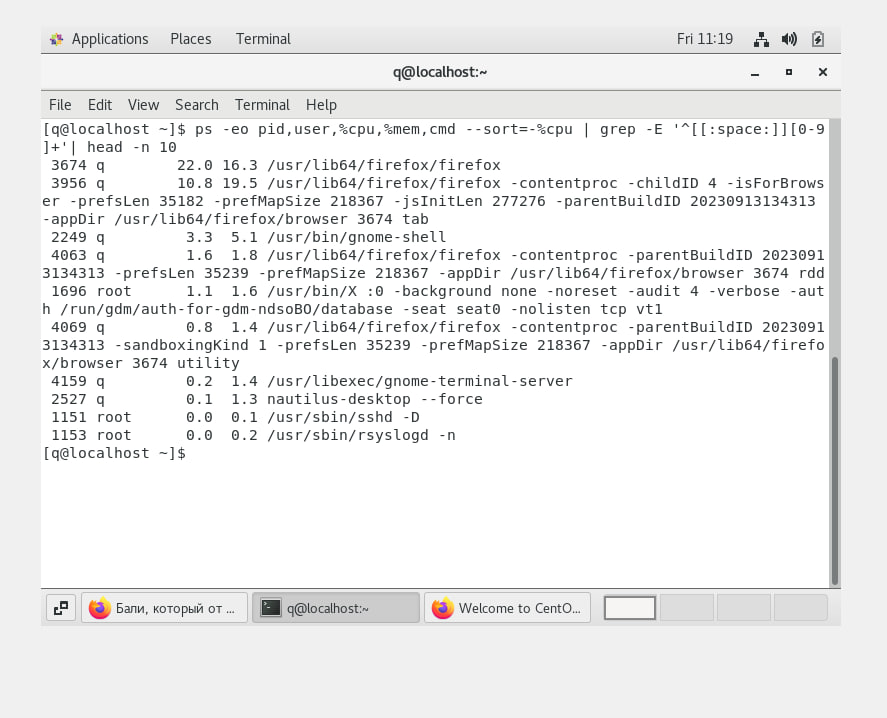 Applications Places Terminal Fri 11:19
q@localhost:~
File Edit View Search Terminal Help
[q@localhost ~]$ ps -eo pid,user,%cpu,%mem,cmd --sort=-%cpu | grep -E '^[[:space:]][0-9
]+'| head -n 10
 3674 q        22.0 16.3 /usr/lib64/firefox/firefox
 3956 q        10.8 19.5 /usr/lib64/firefox/firefox -contentproc -childID 4 -isForBrows
er -prefsLen 35182 -prefMapSize 218367 -jsInitLen 277276 -parentBuildID 20230913134313
-appDir /usr/lib64/firefox/browser 3674 tab
 2249 q         3.3  5.1 /usr/bin/gnome-shell
 4063 q         1.6  1.8 /usr/lib64/firefox/firefox -contentproc -parentBuildID 2023091
3134313 -prefsLen 35239 -prefMapSize 218367 -appDir /usr/lib64/firefox/browser 3674 rdd
 1696 root      1.1  1.6 /usr/bin/X :0 -background none -noreset -audit 4 -verbose -aut
h /run/gdm/auth-for-gdm-ndsoBO/database -seat seat0 -nolisten tcp vt1
 4069 q         0.8  1.4 /usr/lib64/firefox/firefox -contentproc -parentBuildID 2023091
3134313 -sandboxingKind 1 -prefsLen 35239 -prefMapSize 218367 -appDir /usr/lib64/firefo
x/browser 3674 utility
 4159 q         0.2  1.4 /usr/libexec/gnome-terminal-server
 2527 q         0.1  1.3 nautilus-desktop --force
 1151 root      0.0  0.1 /usr/sbin/sshd -D
 1153 root      0.0  0.2 /usr/sbin/rsyslogd -n
[q@localhost ~]$
Бали, который от ... q@localhost:~ Welcome to CentO...